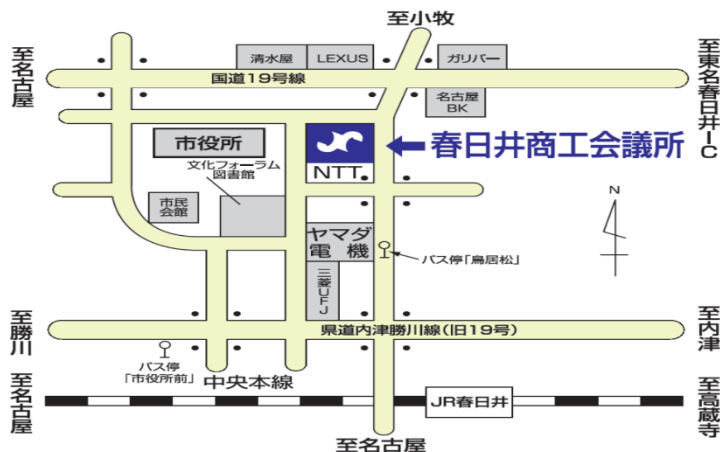 至小牧
至名古屋
清水屋
LEXUS
ガリバー
至東名春日井IC
国道19号線
名古屋
BK
市役所
春日井商工会議所
文化フォーラム
図書館
NTT
市民
会館
N
ヤマダ
電機
バス停「鳥居松」
三菱UFJ
至勝川
県道内津勝川線(旧19号)
至内津
バス停
「市役所前」
中央本線
至名古屋
JR春日井
至高蔵寺
至名古屋